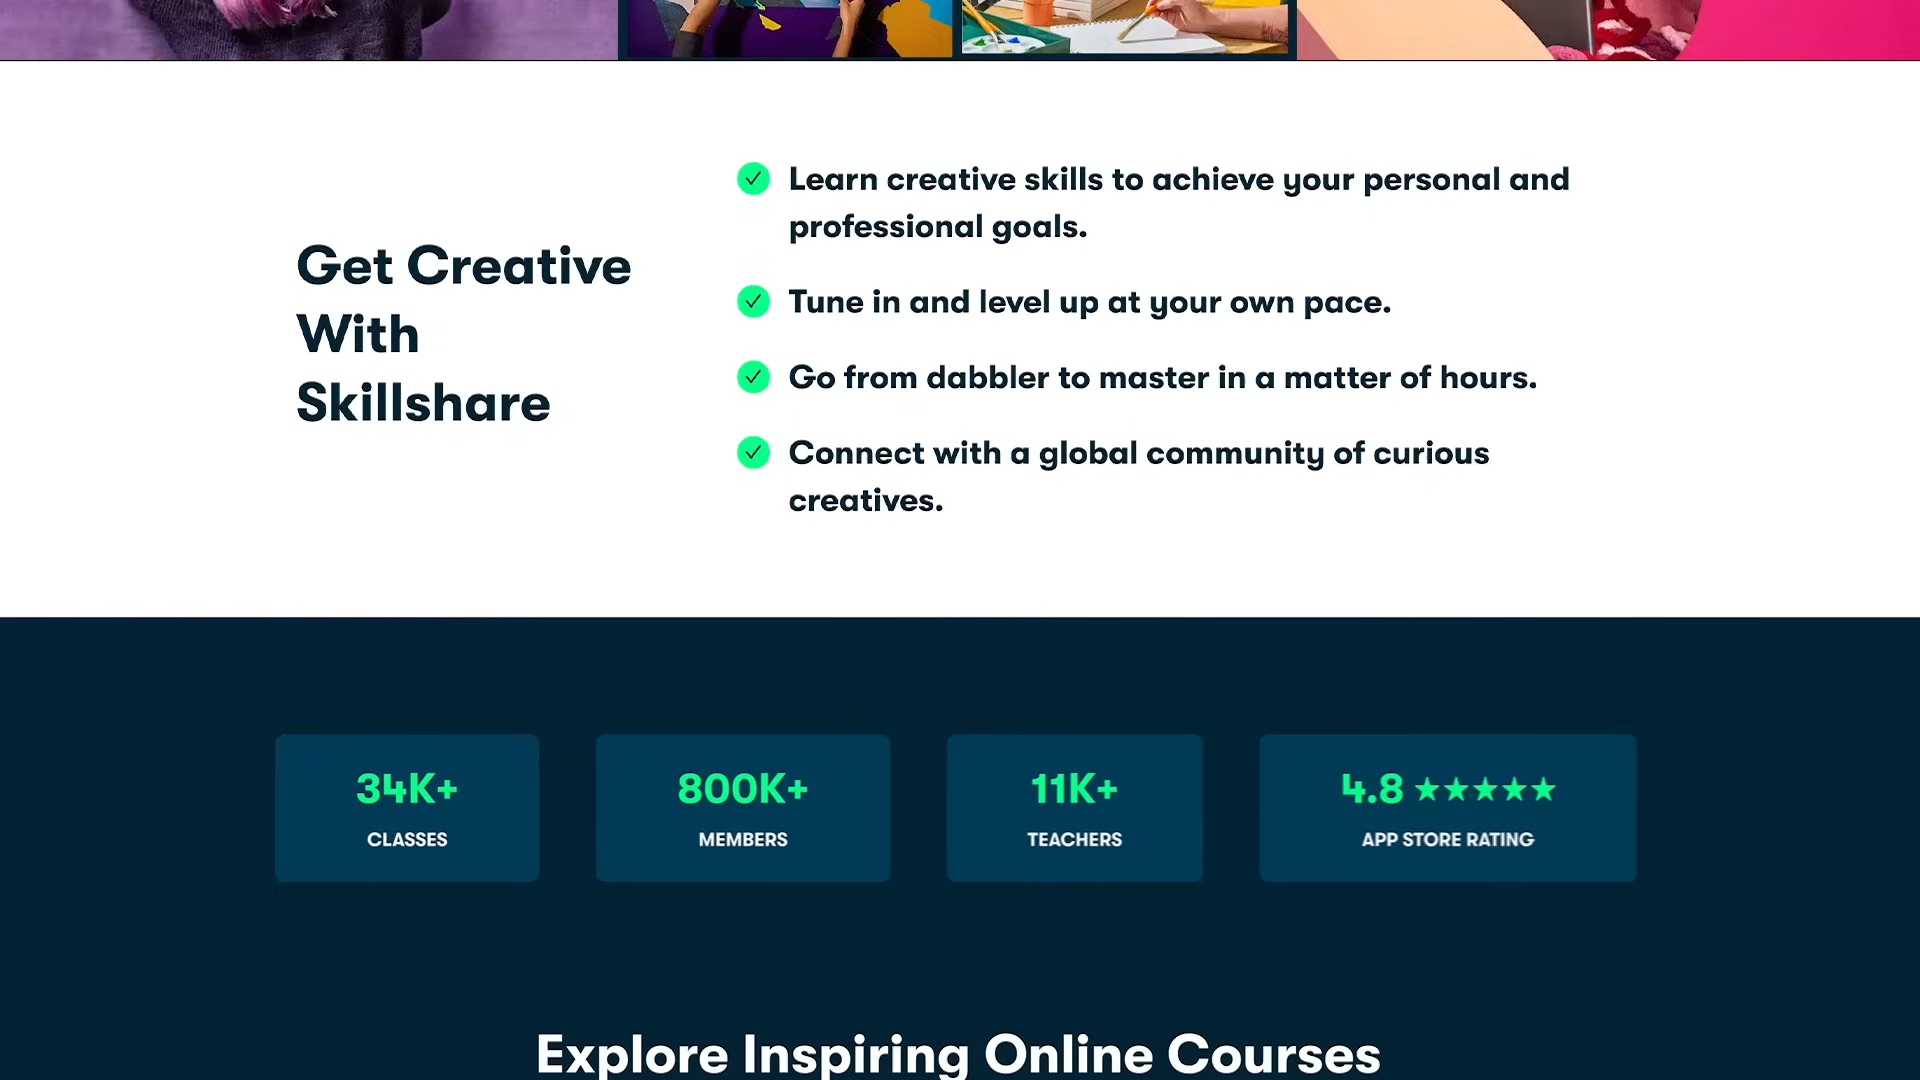 Get Creative
With
Skillshare
Learn creative skills to achieve your personal and
professional goals.
Tune in and level up at your own pace.
Go from dabbler to master in a matter of hours.
Connect with a global community of curious
creatives.
34K+
CLASSES
800K+
MEMBERS
11K+
TEACHERS
4.8 ★★★★★
APP STORE RATING
Explore Inspiring Online Courses